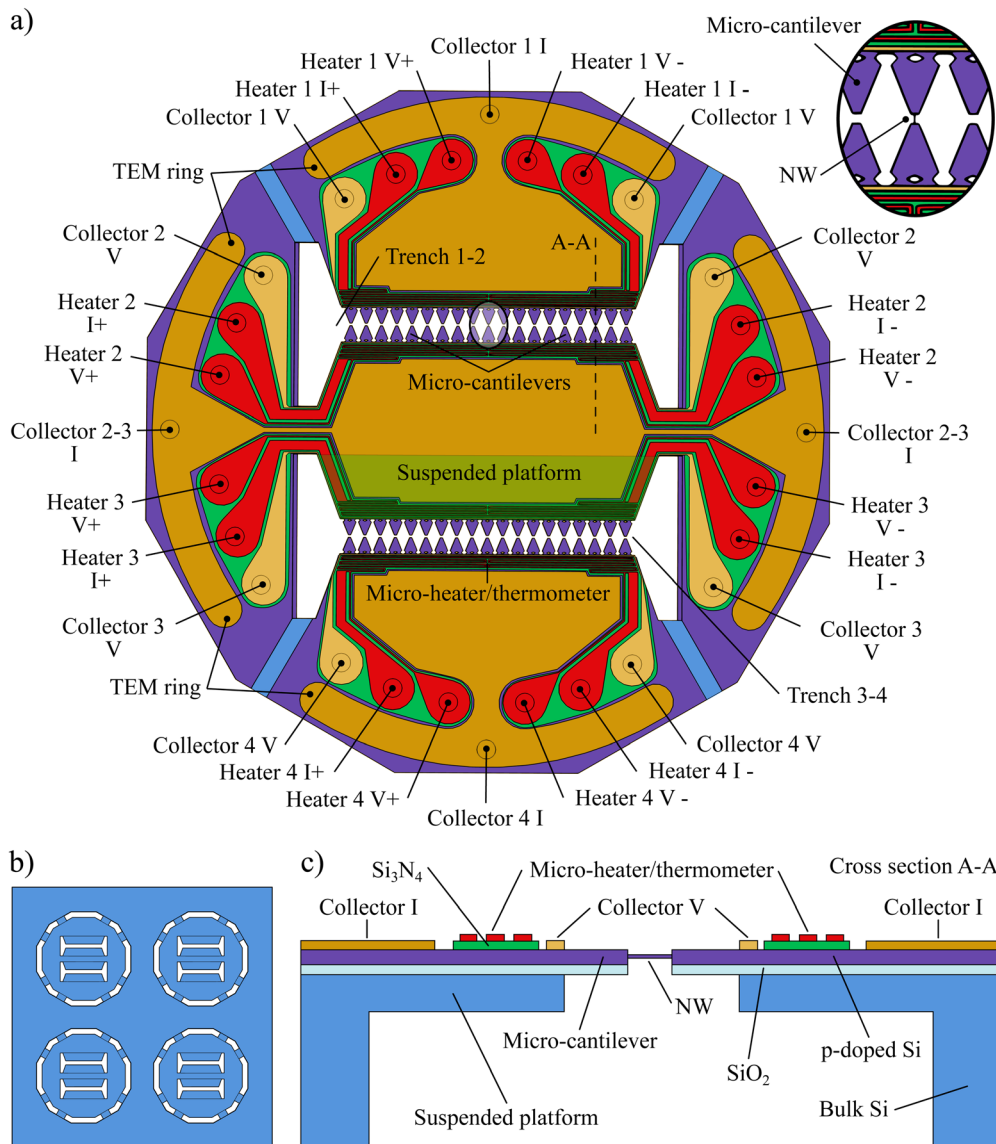 a)
Micro-cantilever
Collector 1 I
Heater 1 V+
Heater 1 V -
Heater 1 I+
Heater 1 I -
Collector 1 V
Collector 1 V
NW
TEM ring
Collector 2
V
Trench 1-2
A-A
Collector 2
V
Heater 2
I+
Heater 2
I -
Heater 2
V+
Micro-cantilevers
Heater 2
V -
Collector 2-3
I
Collector 2-3
I
Suspended platform
Heater 3
V+
Heater 3
V -
Heater 3
I+
Heater 3
I -
Micro-heater/thermometer
Collector 3
V
Collector 3
V
TEM ring
Trench 3-4
Collector 4 V
Collector 4 V
Heater 4 I+
Heater 4 I -
Heater 4 V+
Heater 4 V -
Collector 4 I
b)
c)
Si₃N₄
Micro-heater/thermometer
Cross section A-A
Collector I
Collector V
Collector I
NW
Micro-cantilever
p-doped Si
SiO₂
Suspended platform
Bulk Si